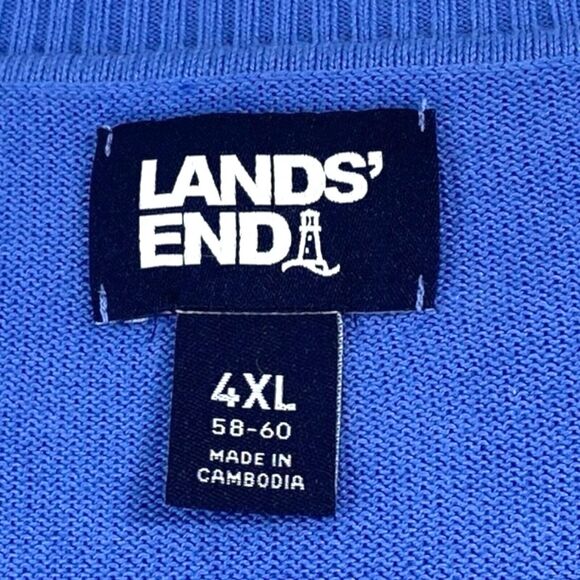 LANDS’
END
4XL
58-60
MADE IN
CAMBODIA